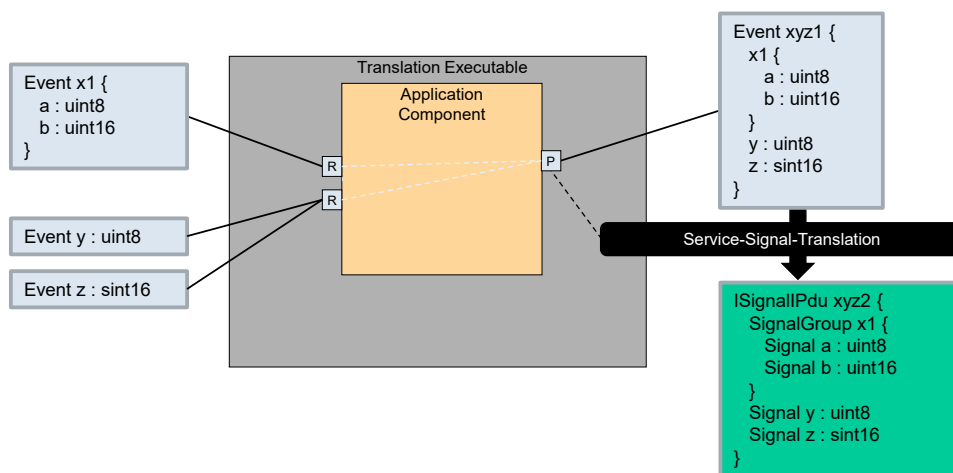 Event x1 {
a : uint8
b : uint16
}
Event y : uint8
Event z : sint16
Translation Executable
Application
Component
R
R
P
Event xyz1 {
x1 {
a : uint8
b : uint16
}
y : uint8
z : sint16
}
Service-Signal-Translation
ISignalIPdu xyz2 {
SignalGroup x1 {
Signal a : uint8
Signal b : uint16
}
Signal y : uint8
Signal z : sint16
}